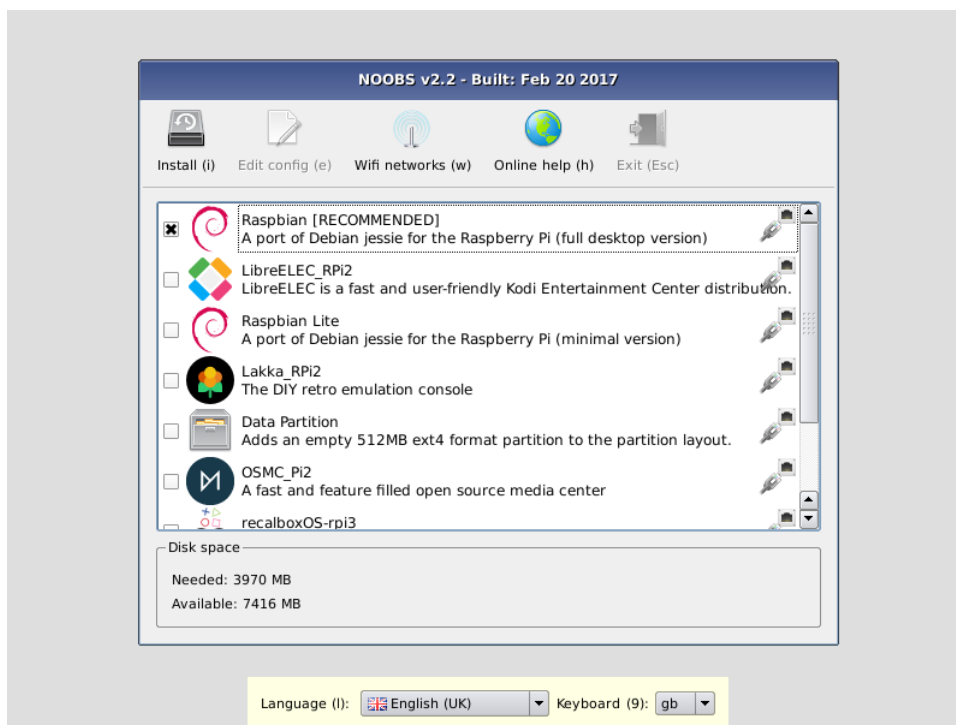 NOOBS v2.2 - Built: Feb 20 2017
Install (i) Edit config (e) Wifi networks (w) Online help (h) Exit (Esc)
Raspbian [RECOMMENDED]
A port of Debian jessie for the Raspberry Pi (full desktop version)
LibreELEC_RPi2
LibreELEC is a fast and user-friendly Kodi Entertainment Center distribution.
Raspbian Lite
A port of Debian jessie for the Raspberry Pi (minimal version)
Lakka_RPi2
The DIY retro emulation console
Data Partition
Adds an empty 512MB ext4 format partition to the partition layout.
OSMC_Pi2
A fast and feature filled open source media center
recalboxOS-rpi3
Disk space
Needed: 3970 MB
Available: 7416 MB
Language (l): English (UK) Keyboard (9): gb